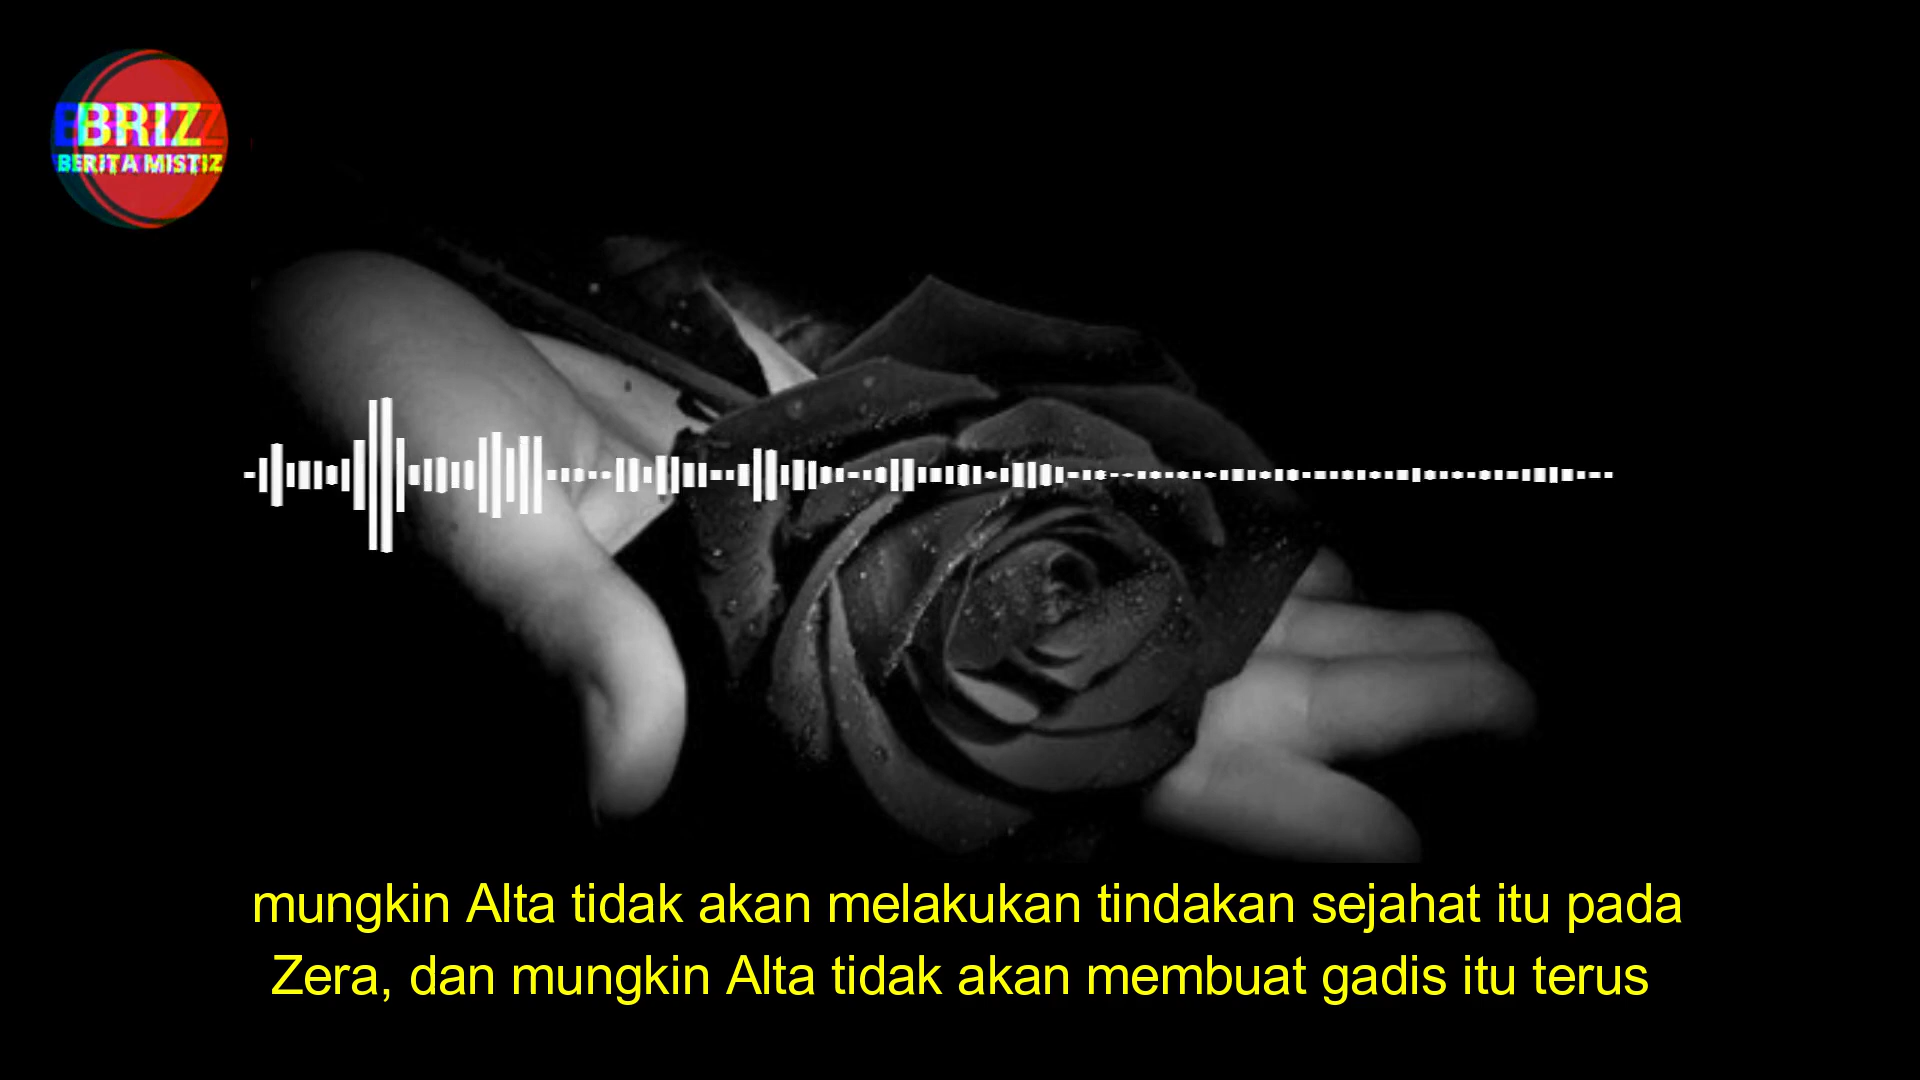 BRIZ
BERITA MISTIZ
mungkin Alta tidak akan melakukan tindakan sejahat itu pada
Zera, dan mungkin Alta tidak akan membuat gadis itu terus